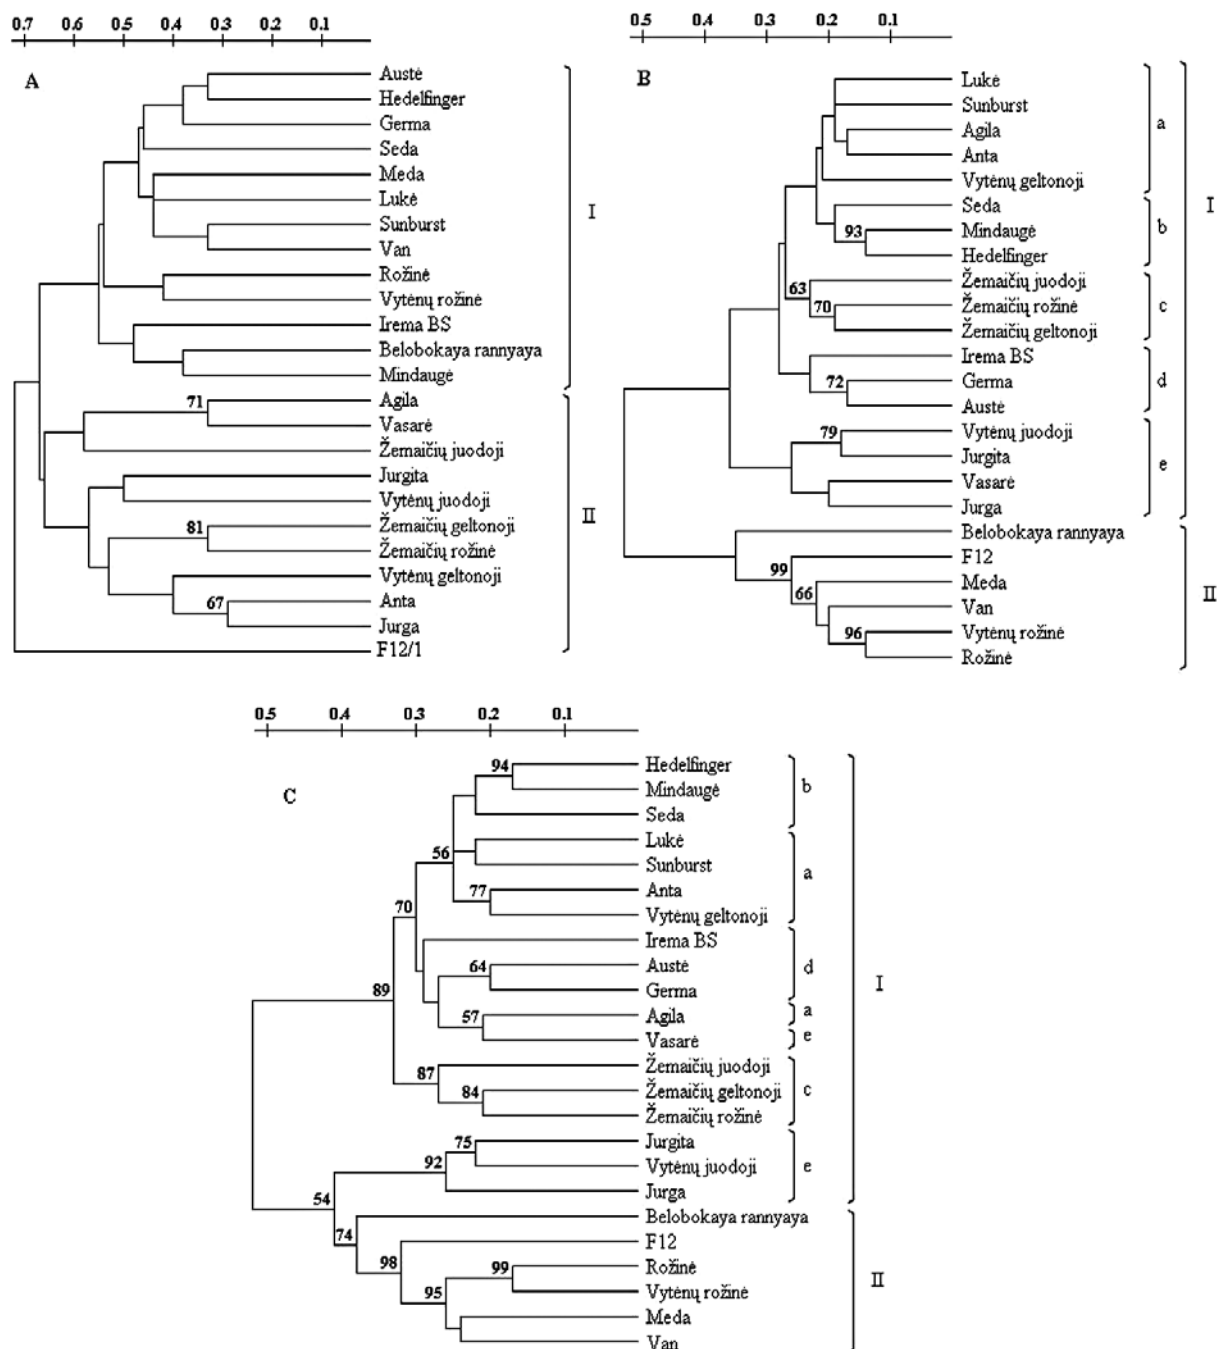 0.7 0.6 0.5 0.4 0.3 0.2 0.1
A
Austė
Hedelfinger
Germa
Seda
Meda
Lukė
Sunburst
Van
Rožinė
Vytėnų rožinė
Irema BS
Belobokaya rannyaya
Mindaugė
I
71
Agila
Vasarė
Žemaičių juodoji
Jurgita
Vytėnų juodoji
81
Žemaičių geltonoji
Žemaičių rožinė
Vytėnų geltonoji
67
Anta
Jurga
F12/1
II
0.5 0.4 0.3 0.2 0.1
B
Lukė
Sunburst
Agila
Anta
Vytėnų geltonoji
a
Seda
93
Mindaugė
Hedelfinger
b
63
Žemaičių juodoji
70
Žemaičių rožinė
Žemaičių geltonoji
c
Irema BS
72
Germa
Austė
d
79
Vytėnų juodoji
Jurgita
Vasarė
Jurga
e
I
Belobokaya rannyaya
99
F12
66
Meda
Van
96
Vytėnų rožinė
Rožinė
II
0.5 0.4 0.3 0.2 0.1
C
94
Hedelfinger
Mindaugė
Seda
b
56
Lukė
Sunburst
77
Anta
Vytėnų geltonoji
a
70
Irema BS
64
Austė
Germa
d
89
57
Agila
a
Vasarė
e
87
Žemaičių juodoji
84
Žemaičių geltonoji
Žemaičių rožinė
c
75
Jurgita
92
Vytėnų juodoji
Jurga
e
I
54
74
Belobokaya rannyaya
98
F12
99
Rožinė
95
Vytėnų rožinė
Meda
Van
II